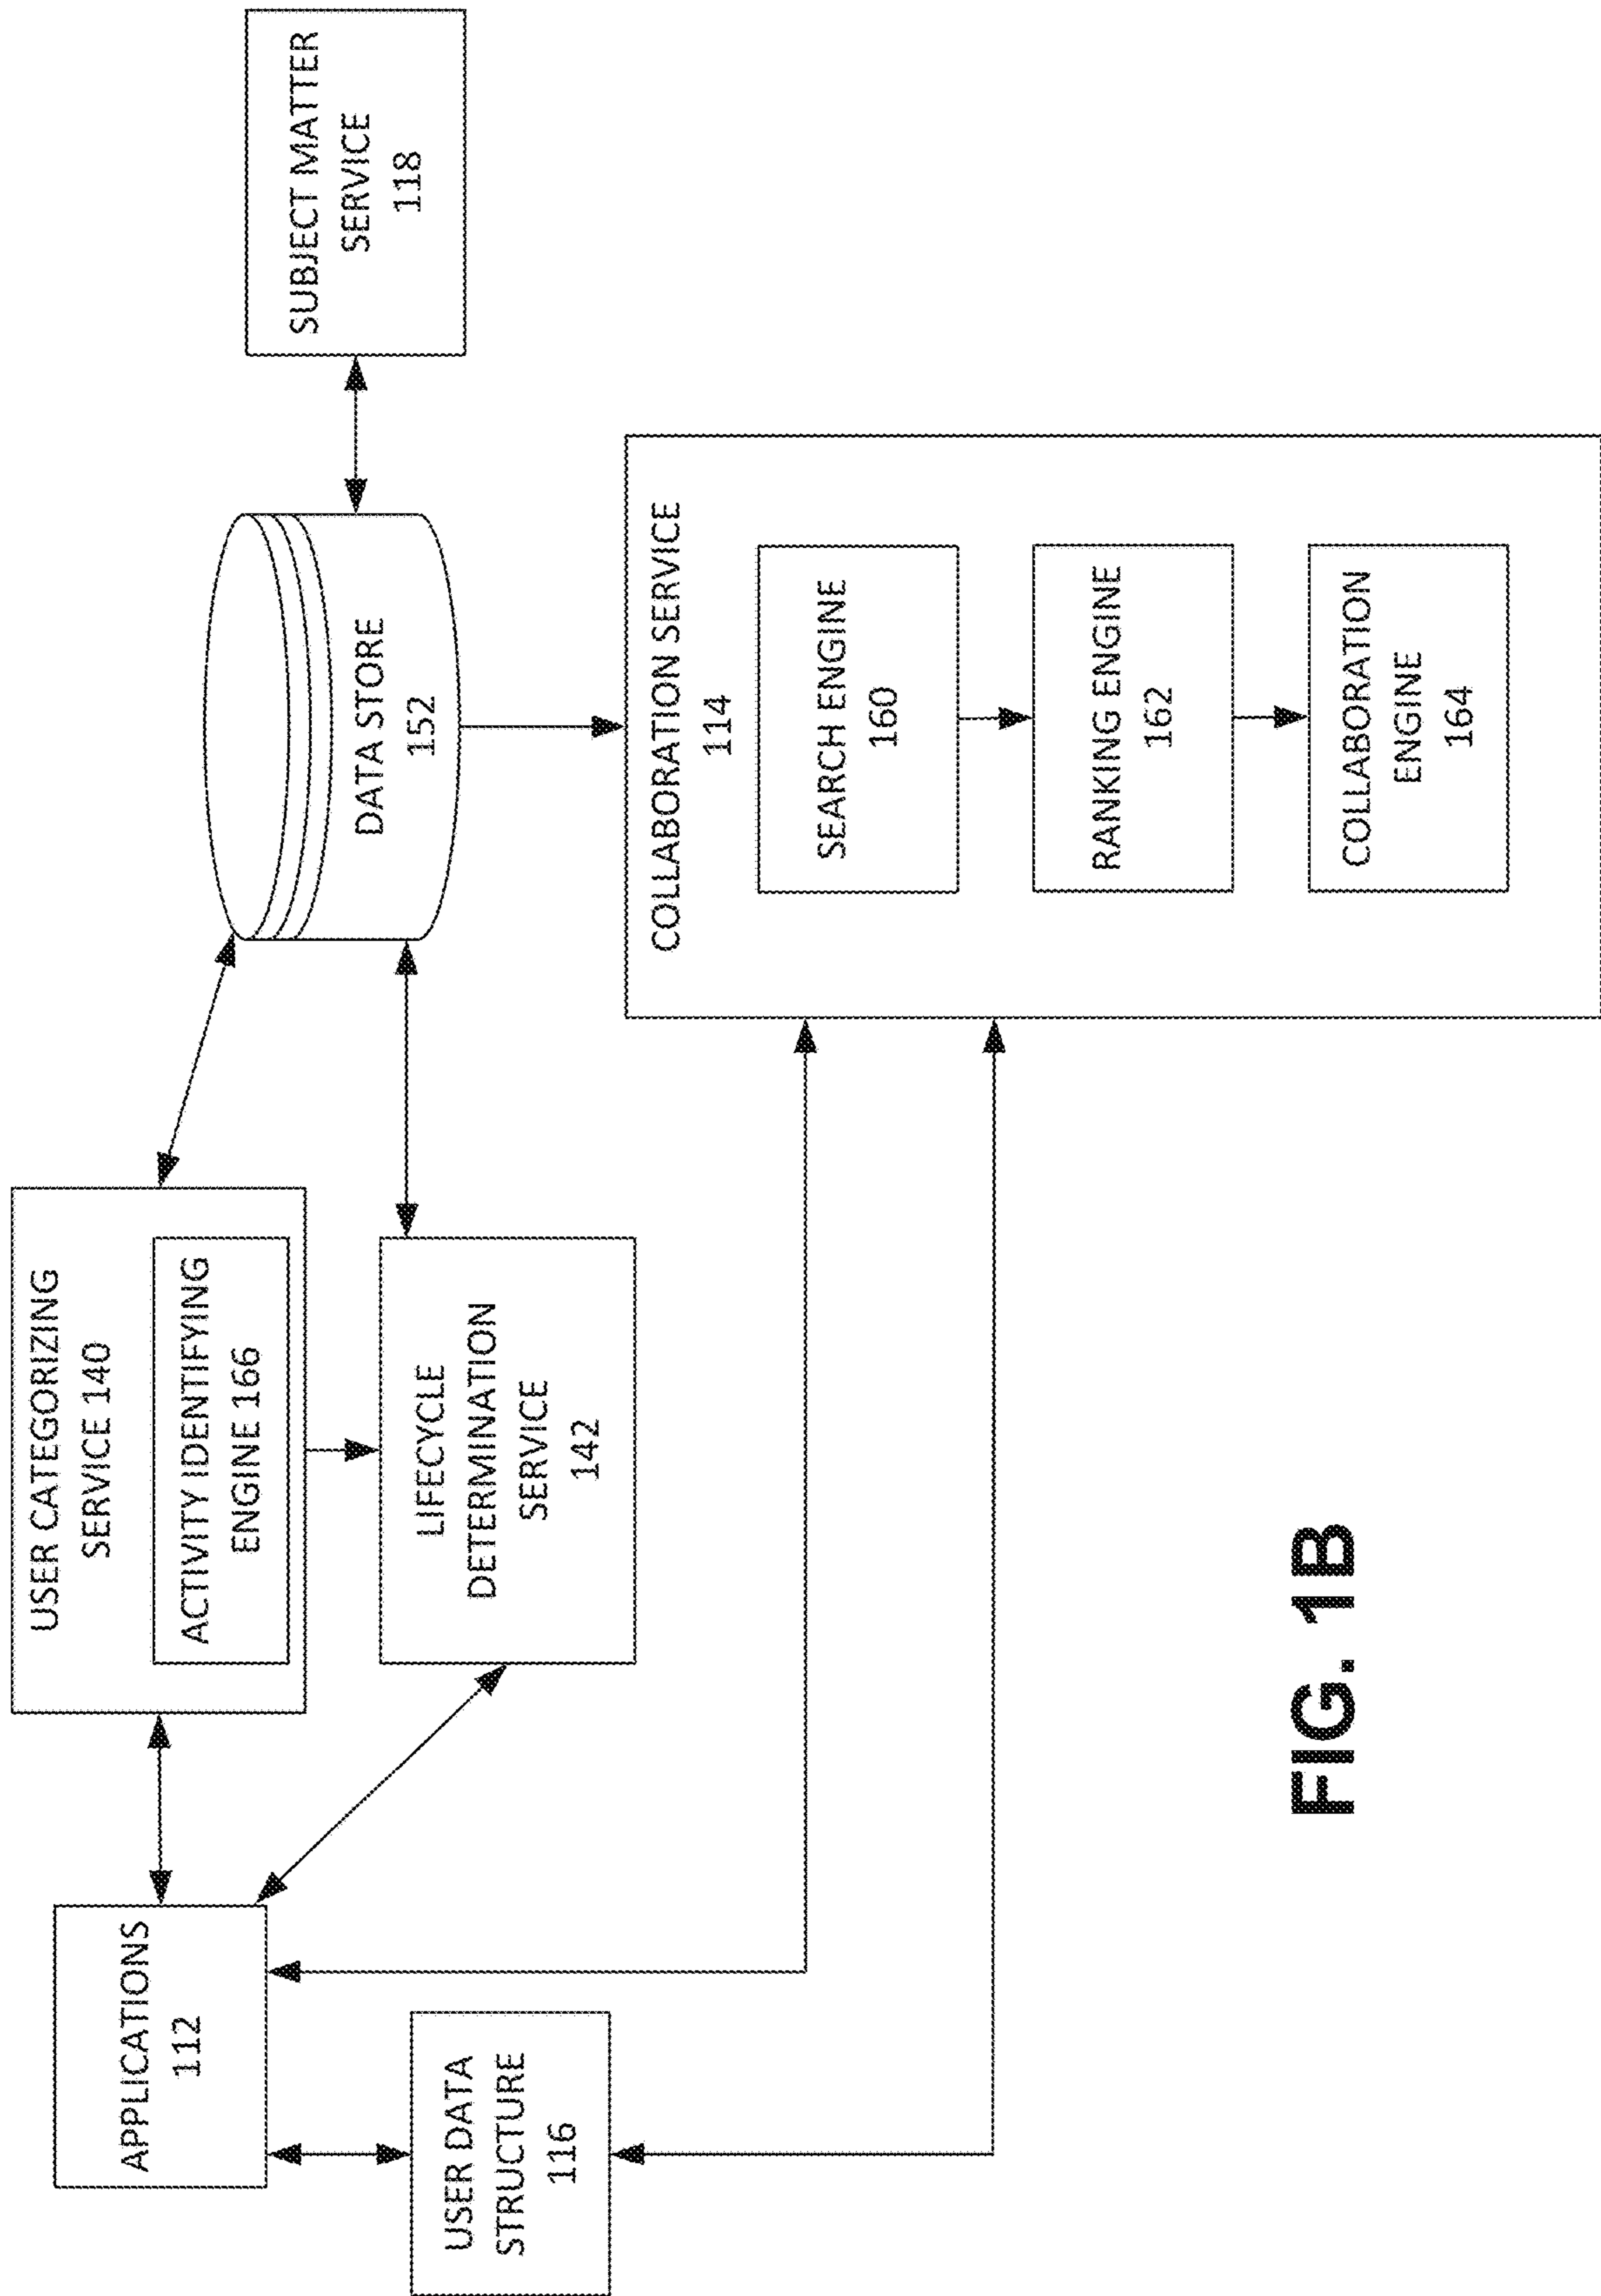 APPLICATIONS
112
USER DATA
STRUCTURE
116
USER CATEGORIZING
SERVICE 140
ACTIVITY IDENTIFYING
ENGINE 166
LIFECYCLE
DETERMINATION
SERVICE
142
DATA STORE
152
SUBJECT MATTER
SERVICE
118
COLLABORATION SERVICE
114
SEARCH ENGINE
160
RANKING ENGINE
162
COLLABORATION
ENGINE
164
FIG. 1B